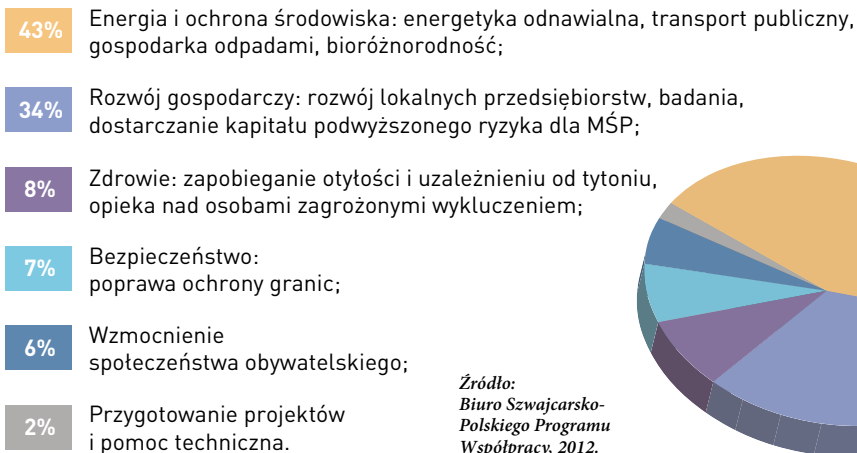 43%
Energia i ochrona środowiska: energetyka odnawialna, transport publiczny,
gospodarka odpadami, bioróżnorodność;
34%
Rozwój gospodarczy: rozwój lokalnych przedsiębiorstw, badania,
dostarczanie kapitału podwyższonego ryzyka dla MŚP;
8%
Zdrowie: zapobieganie otyłości i uzależnieniu od tytoniu,
opieka nad osobami zagrożonymi wykluczeniem;
7%
Bezpieczeństwo:
poprawa ochrony granic;
6%
Wzmocnienie
społeczeństwa obywatelskiego;
2%
Przygotowanie projektów
i pomoc techniczna.
Źródło:
Biuro Szwajcarsko-
Polskiego Programu
Współpracy, 2012.